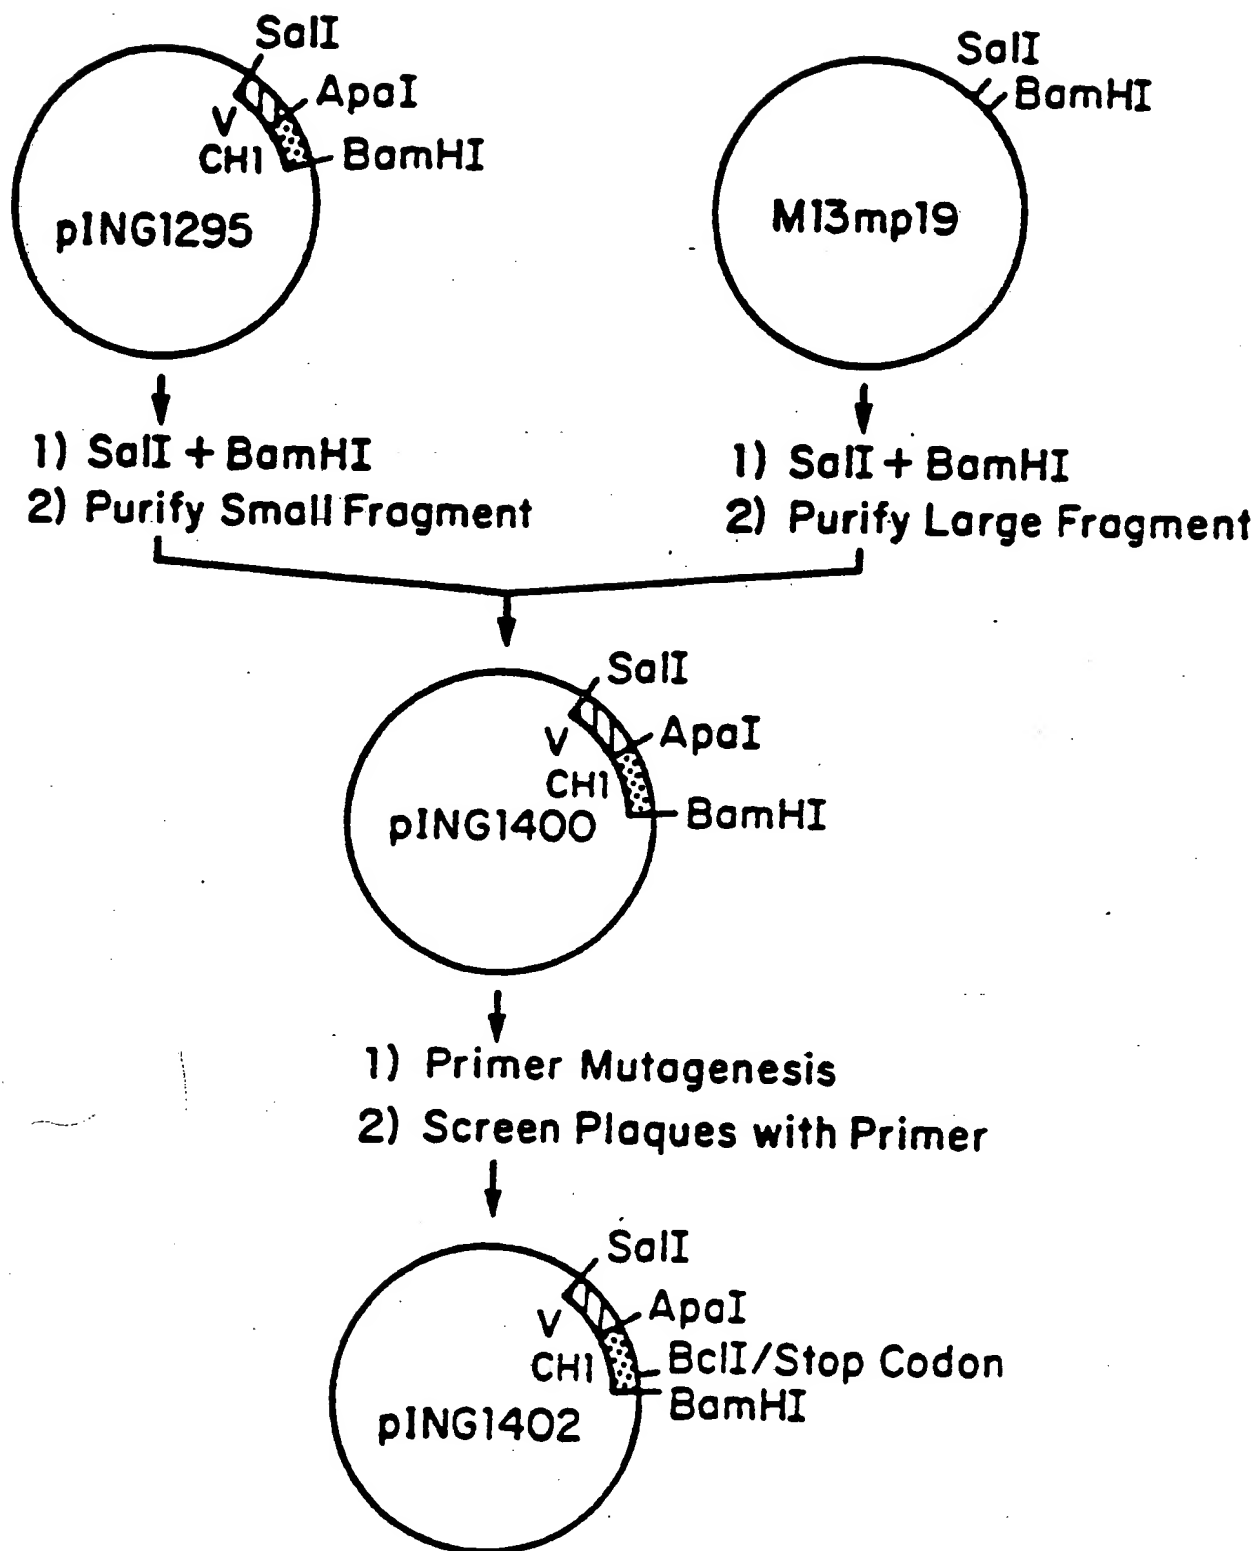 SalI
ApaI
V
CH1
BamHI
pING1295
SalI
BamHI
M13mp19
1) SalI + BamHI
2) Purify Small Fragment
1) SalI + BamHI
2) Purify Large Fragment
SalI
ApaI
V
CH1
BamHI
pING1400
1) Primer Mutagenesis
2) Screen Plaques with Primer
SalI
ApaI
V
BclI/Stop Codon
CH1
BamHI
pING1402